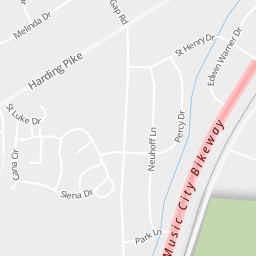 Gap Rd
Melinda Dr
St Henry Dr
Edwin Warner Dr
Harding Pike
St Luke Dr
Percy Dr
Neuhoff Ln
Cana Cir
Siena Dr
Music City Bikeway
Park Ln